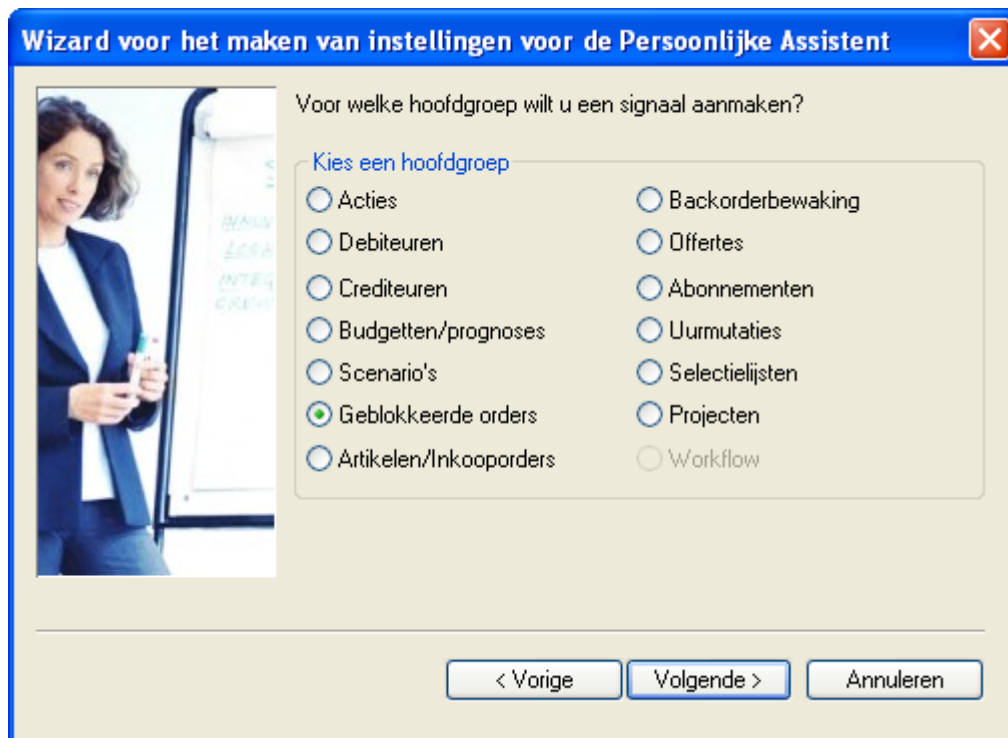 Wizard voor het maken van instellingen voor de Persoonlijke Assistent
Voor welke hoofdgroep wilt u een signaal aanmaken?
Kies een hoofdgroep
Acties
Debiteuren
Crediteuren
Budgetten/prognoses
Scenario's
Geblokkeerde orders
Artikelen/Inkooporders
Backorderbewaking
Offertes
Abonnementen
Uurmutaties
Selectielijsten
Projecten
Workflow
< Vorige
Volgende >
Annuleren